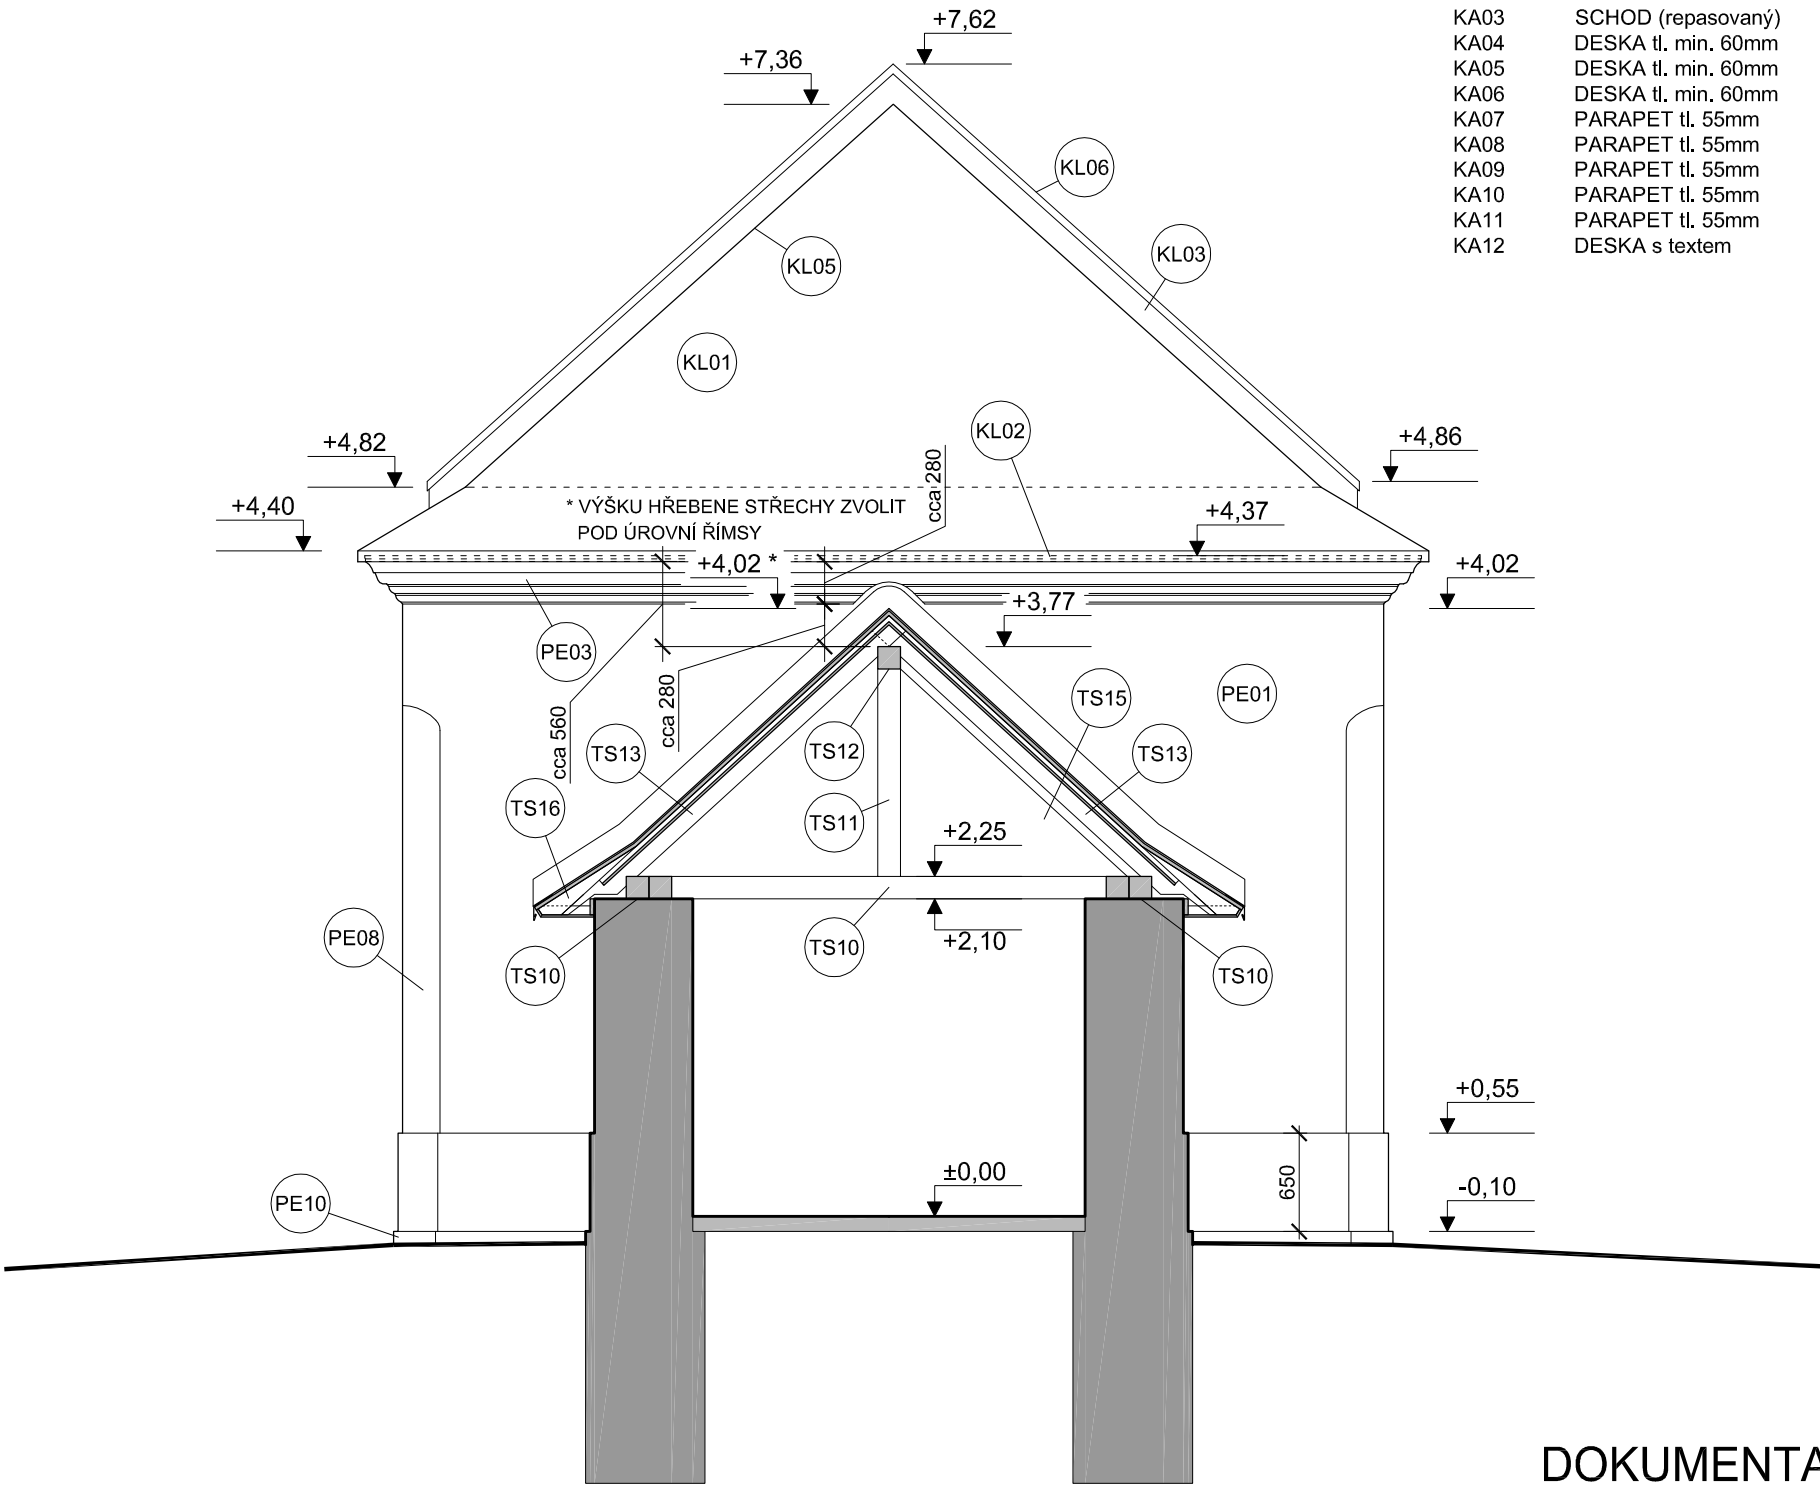 +7,62
+7,36
KL06
KL05
KL03
KL01
KL02
+4,82
+4,86
+4,40
* VÝŠKU HŘEBENE STŘECHY ZVOLIT
POD ÚROVNÍ ŘÍMSY
cca 280
+4,37
+4,02 *
+4,02
+3,77
PE03
PE01
cca 560
cca 280
TS15
TS13
TS12
TS13
TS16
TS11
+2,25
PE08
TS10
TS10
+2,10
TS10
+0,55
±0,00
650
-0,10
PE10
KA03 SCHOD (repasovaný)
KA04 DESKA tl. min. 60mm
KA05 DESKA tl. min. 60mm
KA06 DESKA tl. min. 60mm
KA07 PARAPET tl. 55mm
KA08 PARAPET tl. 55mm
KA09 PARAPET tl. 55mm
KA10 PARAPET tl. 55mm
KA11 PARAPET tl. 55mm
KA12 DESKA s textem
DOKUMENTA